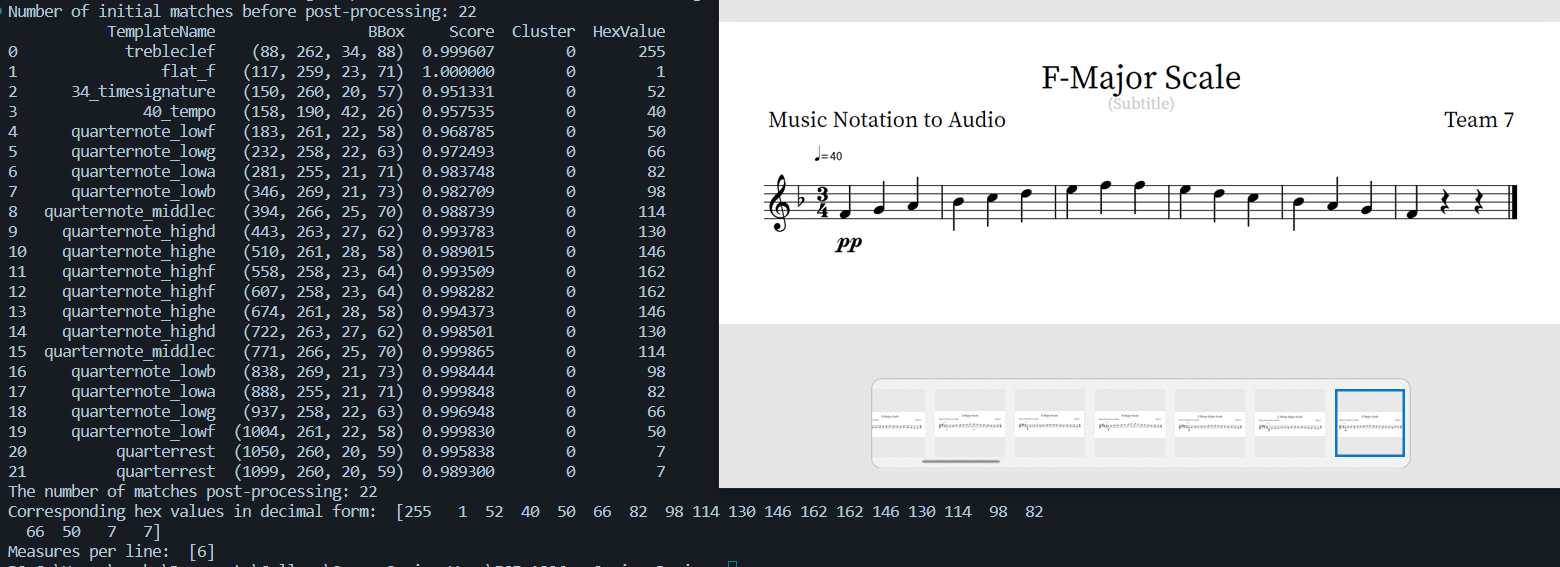 Number of initial matches before post-processing: 22
TemplateName BBox Score Cluster HexValue
0 trebleclef (88, 262, 34, 88) 0.999607 0 255
1 flat_f (117, 259, 23, 71) 1.000000 0 1
2 34_timesignature (150, 260, 20, 57) 0.951331 0 52
3 40_tempo (158, 190, 42, 26) 0.957535 0 40
4 quarternote_lowf (183, 261, 22, 58) 0.968785 0 50
5 quarternote_lowg (232, 258, 22, 63) 0.972493 0 66
6 quarternote_lowa (281, 255, 21, 71) 0.983748 0 82
7 quarternote_lowb (346, 269, 21, 73) 0.982709 0 98
8 quarternote_middlec (394, 266, 25, 70) 0.988739 0 114
9 quarternote_highd (443, 263, 27, 62) 0.993783 0 130
10 quarternote_highe (510, 261, 28, 58) 0.989015 0 146
11 quarternote_highf (558, 258, 23, 64) 0.993509 0 162
12 quarternote_highf (607, 258, 23, 64) 0.998282 0 162
13 quarternote_highe (674, 261, 28, 58) 0.994373 0 146
14 quarternote_highd (722, 263, 27, 62) 0.998501 0 130
15 quarternote_middlec (771, 266, 25, 70) 0.999865 0 114
16 quarternote_lowb (838, 269, 21, 73) 0.998444 0 98
17 quarternote_lowa (888, 255, 21, 71) 0.999848 0 82
18 quarternote_lowg (937, 258, 22, 63) 0.996948 0 66
19 quarternote_lowf (1004, 261, 22, 58) 0.999830 0 50
20 quarterrest (1050, 260, 20, 59) 0.995838 0 7
21 quarterrest (1099, 260, 20, 59) 0.989300 0 7
The number of matches post-processing: 22
Corresponding hex values in decimal form: [255 1 52 40 50 66 82 98 114 130 146 162 162 146 130 114 98 82
66 50 7 7]
Measures per line: [6]
F-Major Scale
(Subtitle)
Music Notation to Audio
Team 7
=40
3
4
pp